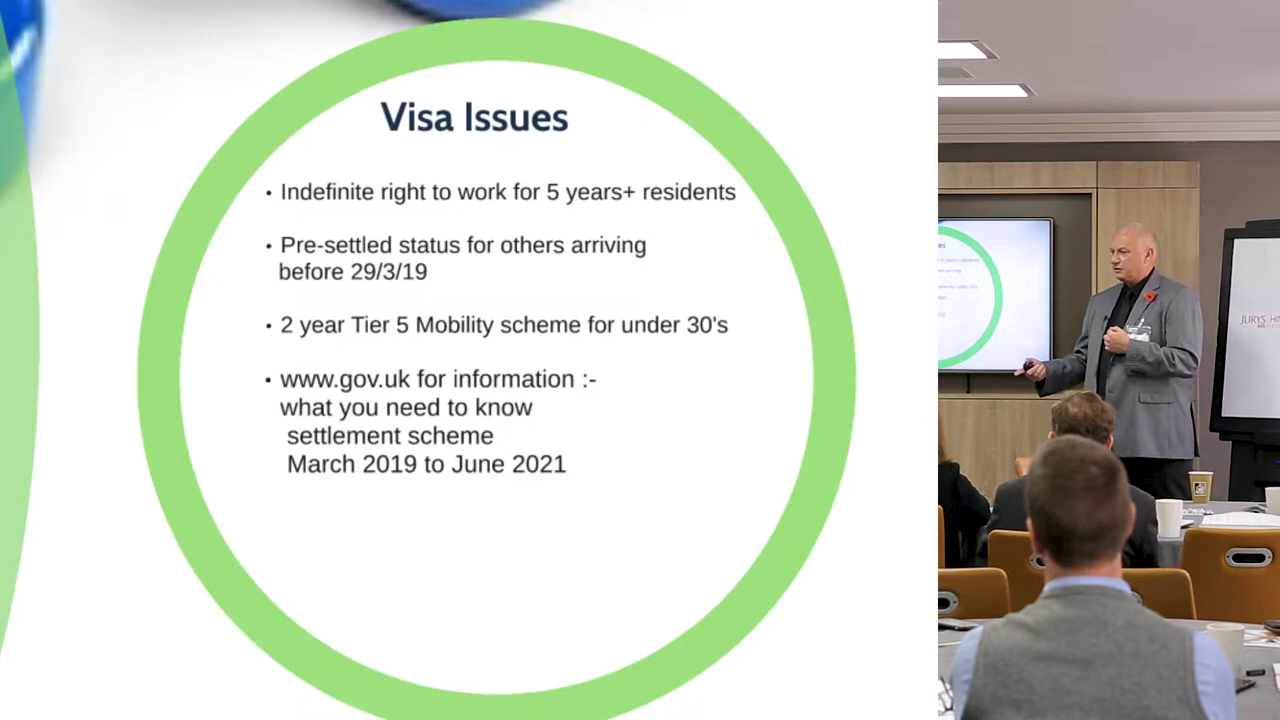 Visa Issues
• Indefinite right to work for 5 years+ residents
• Pre-settled status for others arriving
before 29/3/19
• 2 year Tier 5 Mobility scheme for under 30's
• www.gov.uk for information :-
what you need to know
settlement scheme
March 2019 to June 2021
JURYS